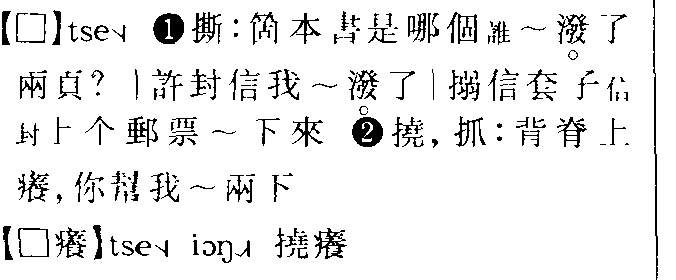 【□】tse˧ ❶撕：箇本書是哪個誰～潑了
兩頁？｜許封信我～潑了｜搦信套子信
封上个郵票～下來 ❷撓，抓：背脊上
癢，你幫我～兩下
【□癢】tse˧ iɔŋ˩ 撓癢